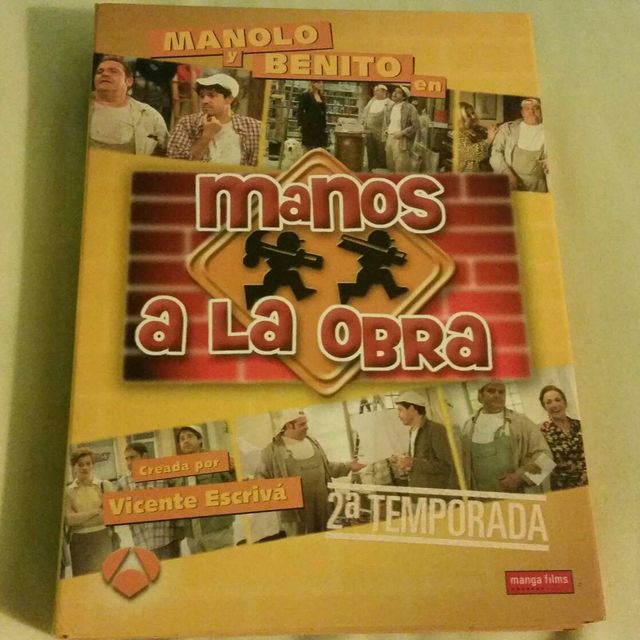 MANOLO
y
BENITO
en
manos
a La OBRa
Creada por
Vicente Escrivá
2ª TEMPORADA
manga films